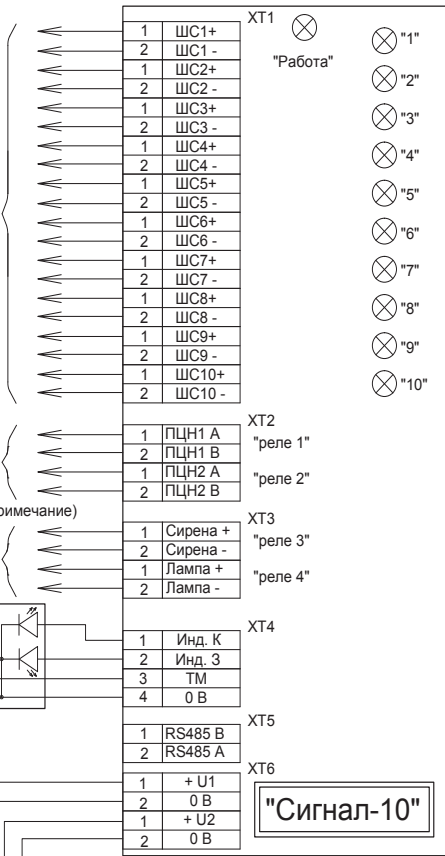 XT1
1 ШС1+
2 ШС1 -
1 ШС2+
2 ШС2 -
1 ШС3+
2 ШС3 -
1 ШС4+
2 ШС4 -
1 ШС5+
2 ШС5 -
1 ШС6+
2 ШС6 -
1 ШС7+
2 ШС7 -
1 ШС8+
2 ШС8 -
1 ШС9+
2 ШС9 -
1 ШС10+
2 ШС10 -
"Работа"
"1"
"2"
"3"
"4"
"5"
"6"
"7"
"8"
"9"
"10"
XT2
1 ПЦН1 А
2 ПЦН1 В
1 ПЦН2 А
2 ПЦН2 В
"реле 1"
"реле 2"
римечание)
XT3
1 Сирена +
2 Сирена -
1 Лампа +
2 Лампа -
"реле 3"
"реле 4"
XT4
1 Инд. К
2 Инд. З
3 ТМ
4 0 В
XT5
1 RS485 B
2 RS485 A
XT6
1 + U1
2 0 В
1 + U2
2 0 В
"Сигнал-10"